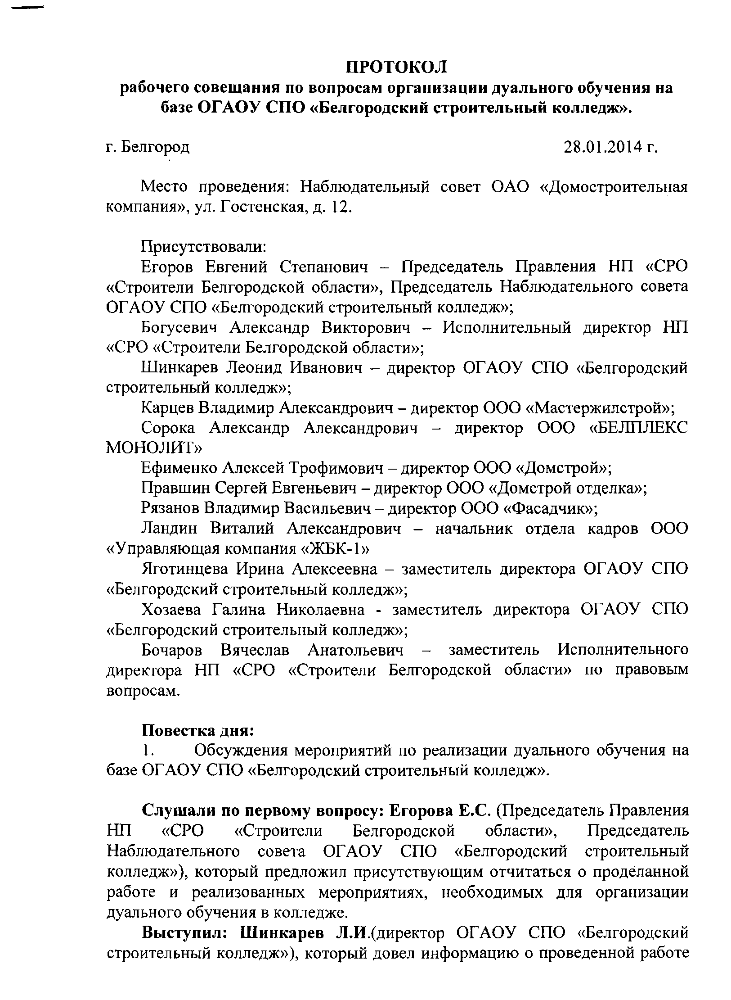 ПРОТОКОЛ
рабочего совещания по вопросам организации дуального обучения на
базе ОГАОУ СПО «Белгородский строительный колледж».
г. Белгород 28.01.2014 г.
Место проведения: Наблюдательный совет ОАО «Домостроительная
компания», ул. Гостенская, д. 12.
Присутствовали:
Егоров Евгений Степанович – Председатель Правления НП «СРО
«Строители Белгородской области», Председатель Наблюдательного совета
ОГАОУ СПО «Белгородский строительный колледж»;
Богусевич Александр Викторович – Исполнительный директор НП
«СРО «Строители Белгородской области»;
Шинкарев Леонид Иванович – директор ОГАОУ СПО «Белгородский
строительный колледж»;
Карцев Владимир Александрович – директор ООО «Мастержилстрой»;
Сорока Александр Александрович – директор ООО «БЕЛПЛЕКС
МОНОЛИТ»
Ефименко Алексей Трофимович – директор ООО «Домстрой»;
Правшин Сергей Евгеньевич – директор ООО «Домстрой отделка»;
Рязанов Владимир Васильевич – директор ООО «Фасадчик»;
Ландин Виталий Александрович – начальник отдела кадров ООО
«Управляющая компания «ЖБК-1»
Яготинцева Ирина Алексеевна – заместитель директора ОГАОУ СПО
«Белгородский строительный колледж»;
Хозаева Галина Николаевна - заместитель директора ОГАОУ СПО
«Белгородский строительный колледж»;
Бочаров Вячеслав Анатольевич – заместитель Исполнительного
директора НП «СРО «Строители Белгородской области» по правовым
вопросам.
Повестка дня:
1. Обсуждения мероприятий по реализации дуального обучения на
базе ОГАОУ СПО «Белгородский строительный колледж».
Слушали по первому вопросу: Егорова Е.С. (Председатель Правления
НП «СРО «Строители Белгородской области», Председатель
Наблюдательного совета ОГАОУ СПО «Белгородский строительный
колледж»), который предложил присутствующим отчитаться о проделанной
работе и реализованных мероприятиях, необходимых для организации
дуального обучения в колледже.
Выступил: Шинкарев Л.И.(директор ОГАОУ СПО «Белгородский
строительный колледж»), который довел информацию о проведенной работе